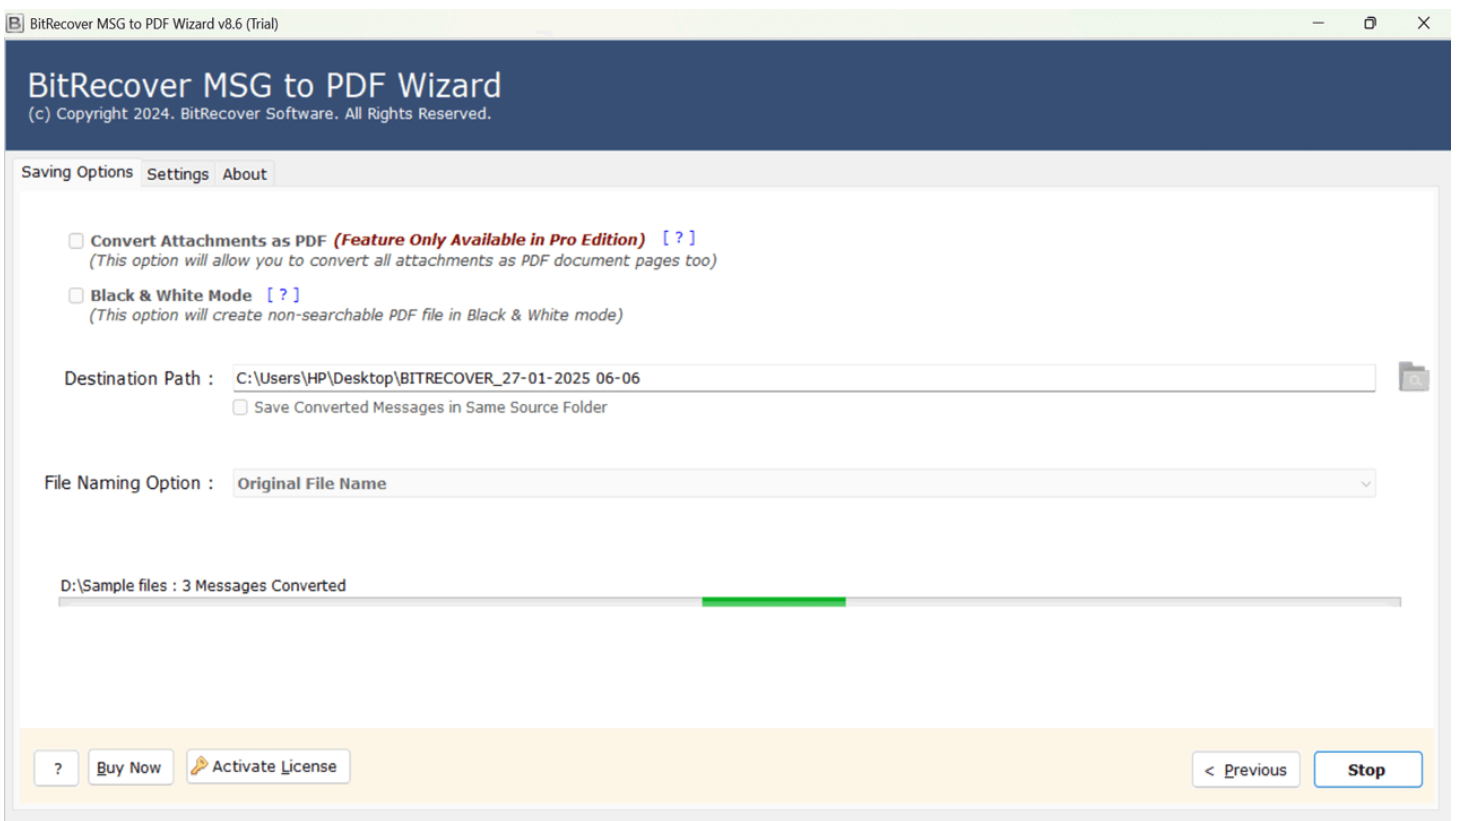 BitRecover MSG to PDF Wizard v8.6 (Trial)
BitRecover MSG to PDF Wizard
(c) Copyright 2024. BitRecover Software. All Rights Reserved.
Saving Options Settings About
Convert Attachments as PDF (Feature Only Available in Pro Edition) [ ? ]
(This option will allow you to convert all attachments as PDF document pages too)
Black & White Mode [ ? ]
(This option will create non-searchable PDF file in Black & White mode)
Destination Path : C:\Users\HP\Desktop\BITRECOVER_27-01-2025 06-06
Save Converted Messages in Same Source Folder
File Naming Option : Original File Name
D:\Sample files : 3 Messages Converted
? Buy Now Activate License < Previous Stop